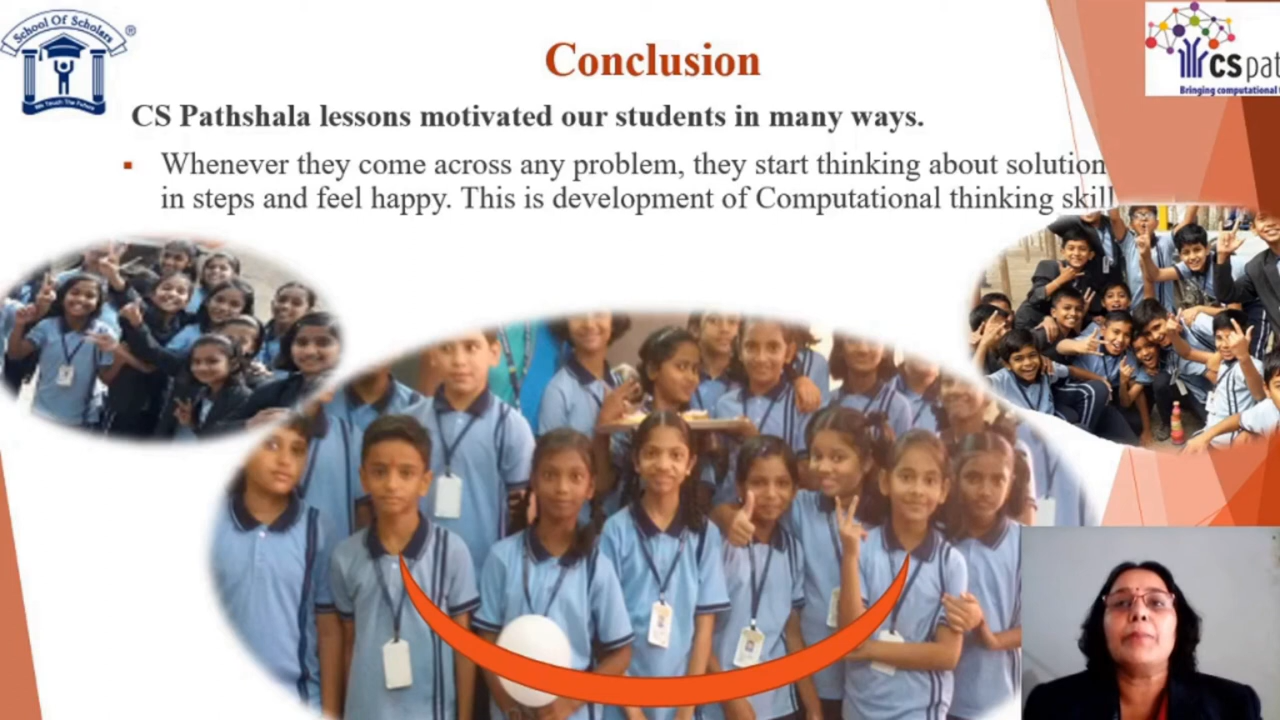 School Of Scholars
®
We Teach The Future
Conclusion
CS pat
Bringing computational
CS Pathshala lessons motivated our students in many ways.
▪ Whenever they come across any problem, they start thinking about solution
in steps and feel happy. This is development of Computational thinking skill